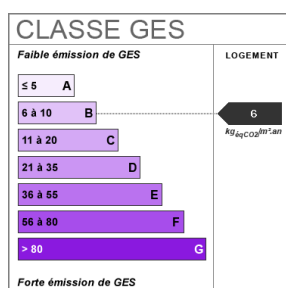 CLASSE GES
Faible émission de GES
LOGEMENT
≤ 5 A
6 à 10 B
6
kgéqCO2/m².an
11 à 20 C
21 à 35 D
36 à 55 E
56 à 80 F
> 80 G
Forte émission de GES